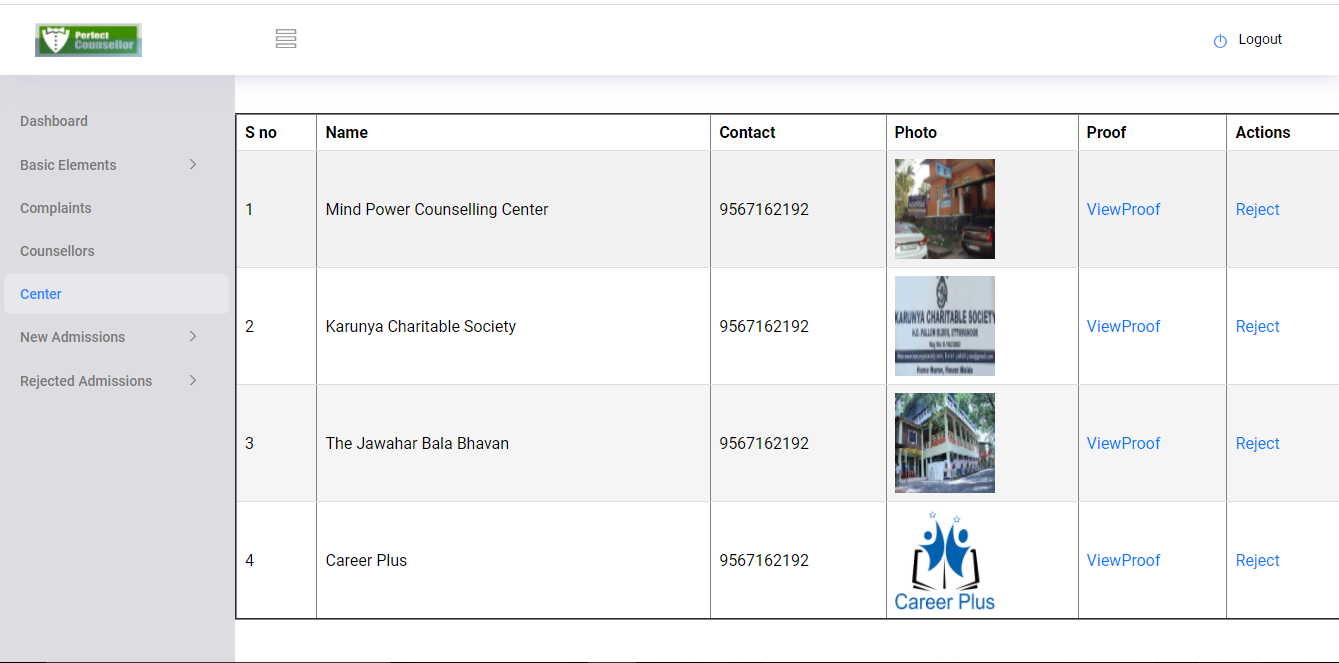 Perfect
Counsellor
Logout
Dashboard
Basic Elements
Complaints
Counsellors
Center
New Admissions
Rejected Admissions
S no Name Contact Photo Proof Actions
1 Mind Power Counselling Center 9567162192 ViewProof Reject
2 Karunya Charitable Society 9567162192 ViewProof Reject
KARUNYA CHARITABLE SOCIETY
3 The Jawahar Bala Bhavan 9567162192 ViewProof Reject
4 Career Plus 9567162192 ViewProof Reject
Career Plus